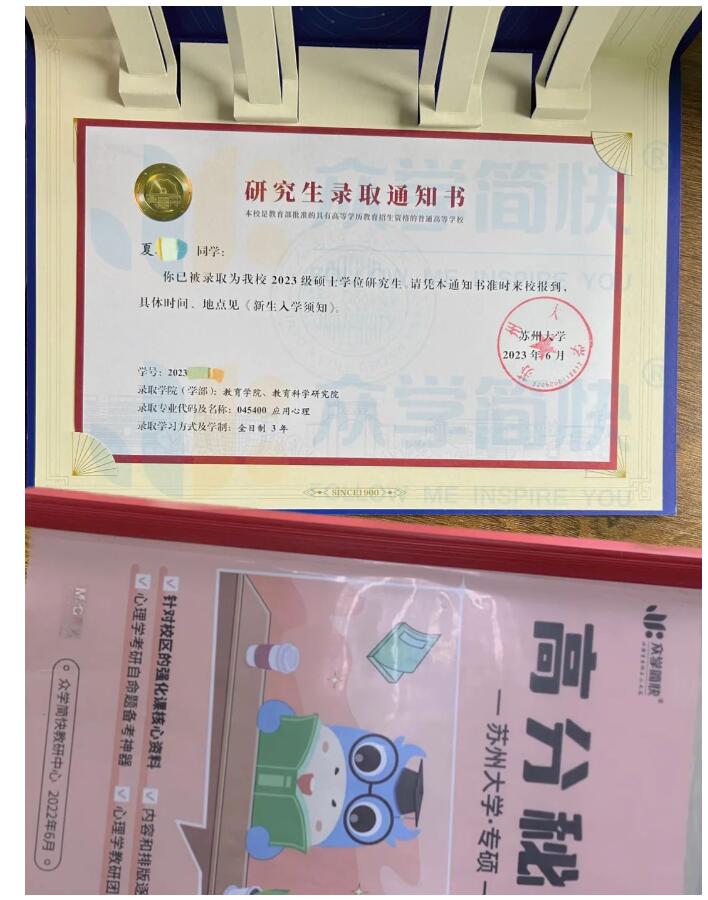 研究生录取通知书
本校是教育部批准的具有高等学历教育招生资格的普通高等学校
夏
同学：
你已被录取为我校 2023 级硕士学位研究生，请凭本通知书准时来校报到，
具体时间、地点见《新生入学须知》。
苏州大学
2023 年 6 月
学号：2023
录取学院（学部）：教育学院、教育科学研究院
录取专业代码及名称：045400 应用心理
录取学习方式及学制：全日制 3 年
SINCE1900
众学简快®
FOLLOW ME INSPIRE YOU
众学简快®
FOLLOW ME INSPIRE YOU
众学简快®
高分秘
苏州大学·专硕
针对校区的强化课核心资料
心理学考研自命题备考神器
内容和排版逐
心理学教研团
众学简快教研中心 2022年6月